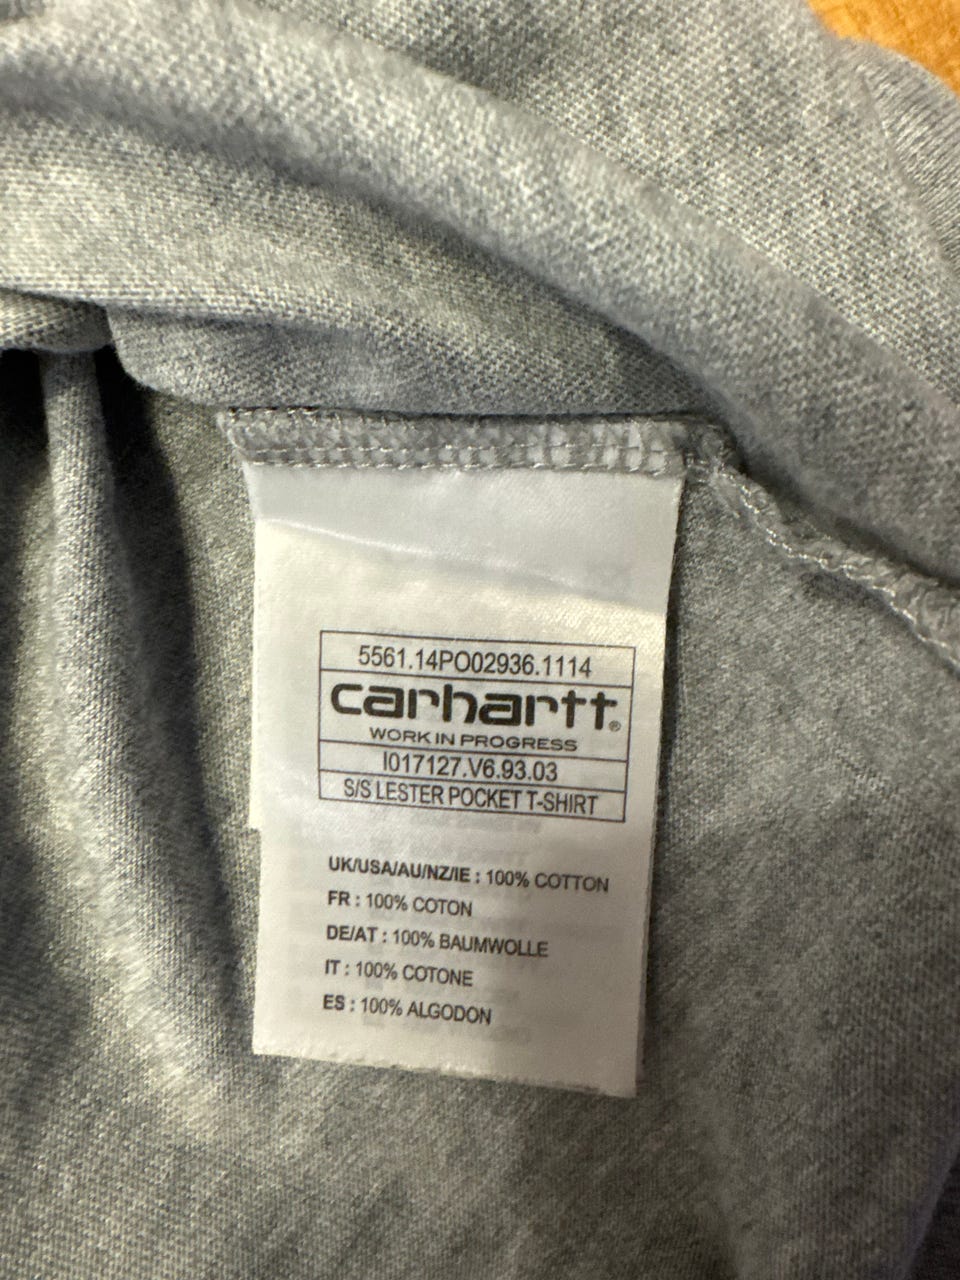 5561.14PO02936.1114
carhartt®
WORK IN PROGRESS
I017127.V6.93.03
S/S LESTER POCKET T-SHIRT
UK/USA/AU/NZ/IE : 100% COTTON
FR : 100% COTON
DE/AT : 100% BAUMWOLLE
IT : 100% COTONE
ES : 100% ALGODON